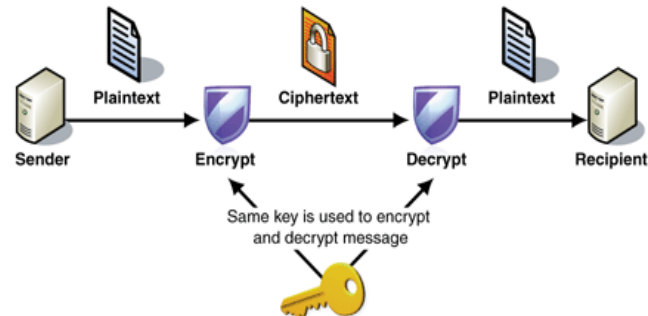 Plaintext
Ciphertext
Plaintext
Sender
Encrypt
Decrypt
Recipient
Same key is used to encrypt
and decrypt message